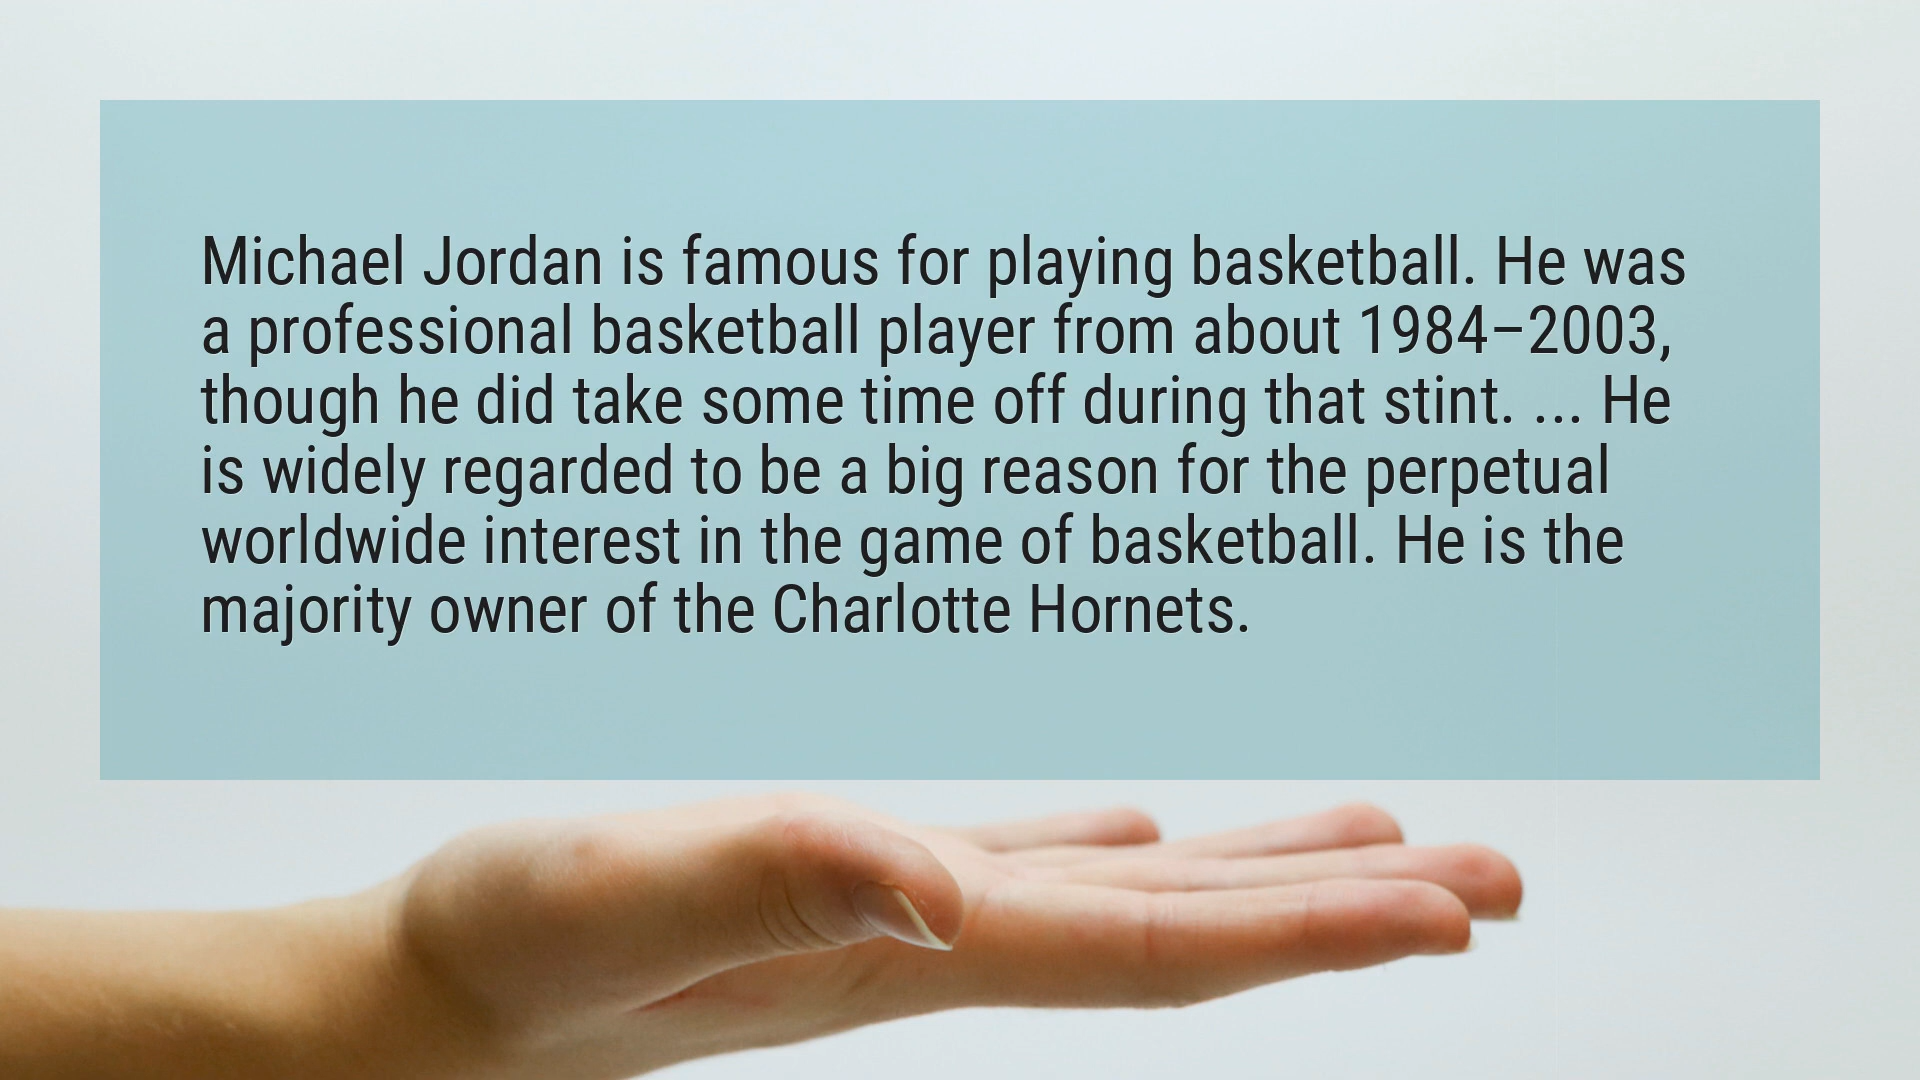 Michael Jordan is famous for playing basketball. He was
a professional basketball player from about 1984–2003,
though he did take some time off during that stint. ... He
is widely regarded to be a big reason for the perpetual
worldwide interest in the game of basketball. He is the
majority owner of the Charlotte Hornets.